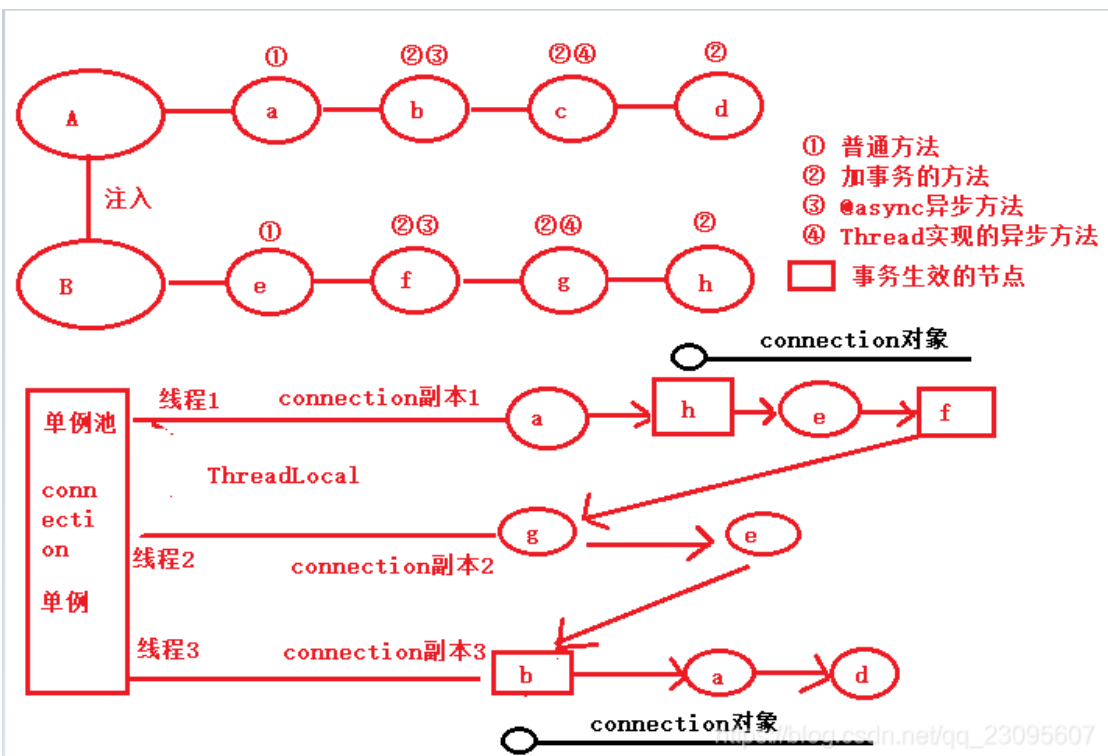 ① ②③ ②④ ②
A a b c d
① 普通方法
② 加事务的方法
③ @async异步方法
④ Thread实现的异步方法
事务生效的节点
注入
① ②③ ②④ ②
B e f g h
connection对象
线程1 connection副本1 a h e f
单例池
ThreadLocal
conn
ecti
on
g e
线程2 connection副本2
单例
线程3 connection副本3
b a d
connection对象
https://blog.csdn.net/qq_23095607